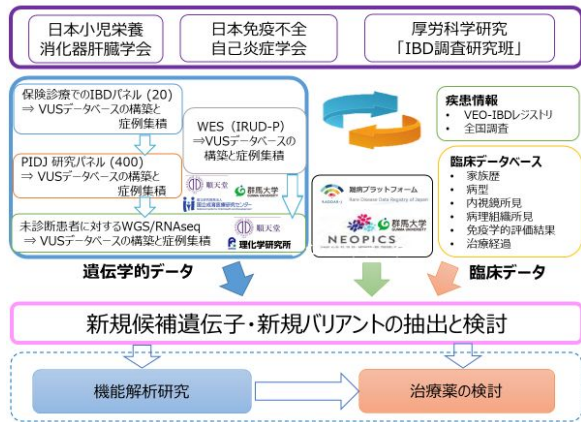 日本小児栄養
消化器肝臓学会
日本免疫不全
自己炎症学会
厚労科学研究
「IBD調査研究班」
保険診療でのIBDパネル (20)
⇒ VUSデータベースの構築と
症例集積
PIDJ 研究パネル (400)
⇒ VUSデータベースの構築と
症例集積
WES（IRUD-P）
⇒VUSデータベースの
構築と症例集積
順天堂
群馬大学
国立成育医療研究センター
未診断患者に対するWGS/RNAseq
⇒ VUSデータベースの構築と症例集積
順天堂
理化学研究所
遺伝学的データ
難病プラットフォーム
Rare Disease Data Registry of Japan
群馬大学
NEOPICS
疾患情報
• VEO-IBDレジストリ
• 全国調査
臨床データベース
• 家族歴
• 病型
• 内視鏡所見
• 病理組織所見
• 免疫学的評価結果
• 治療経過
臨床データ
新規候補遺伝子・新規バリアントの抽出と検討
機能解析研究
治療薬の検討